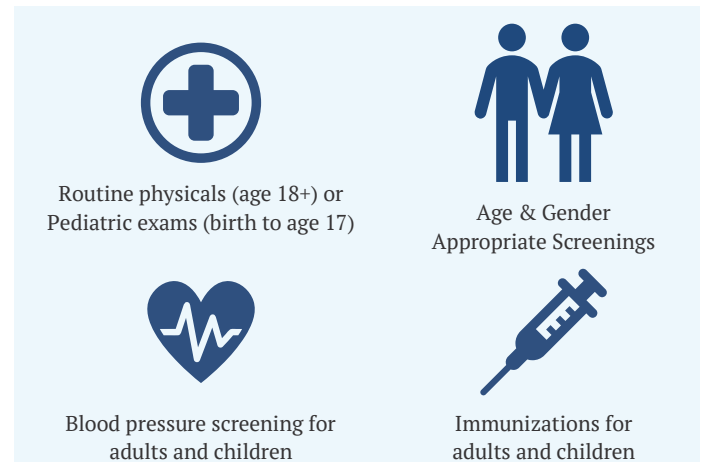 Routine physicals (age 18+) or
Pediatric exams (birth to age 17)
Age & Gender
Appropriate Screenings
Blood pressure screening for
adults and children
Immunizations for
adults and children